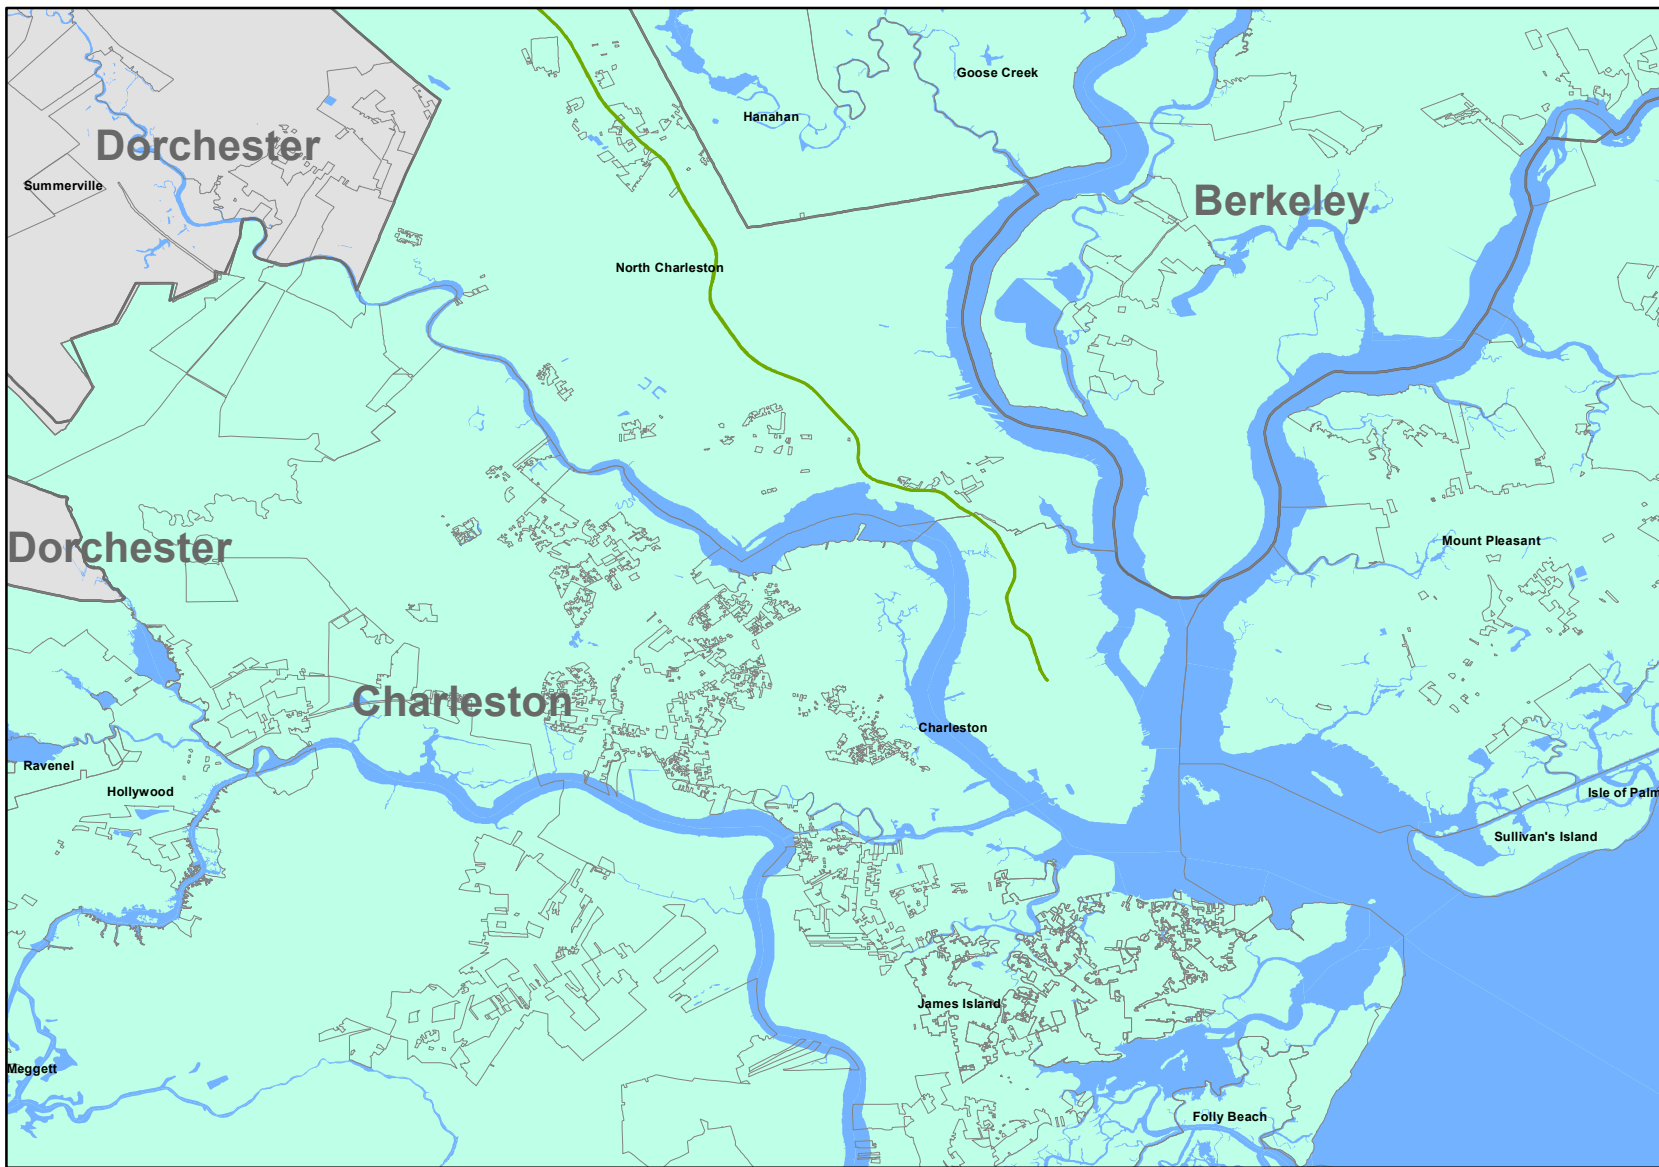 Goose Creek
Hanahan
Dorchester
Summerville
Berkeley
North Charleston
Dorchester
Mount Pleasant
Charleston
Charleston
Ravenel
Hollywood
Isle of Palm
Sullivan's Island
James Island
Meggett
Folly Beach